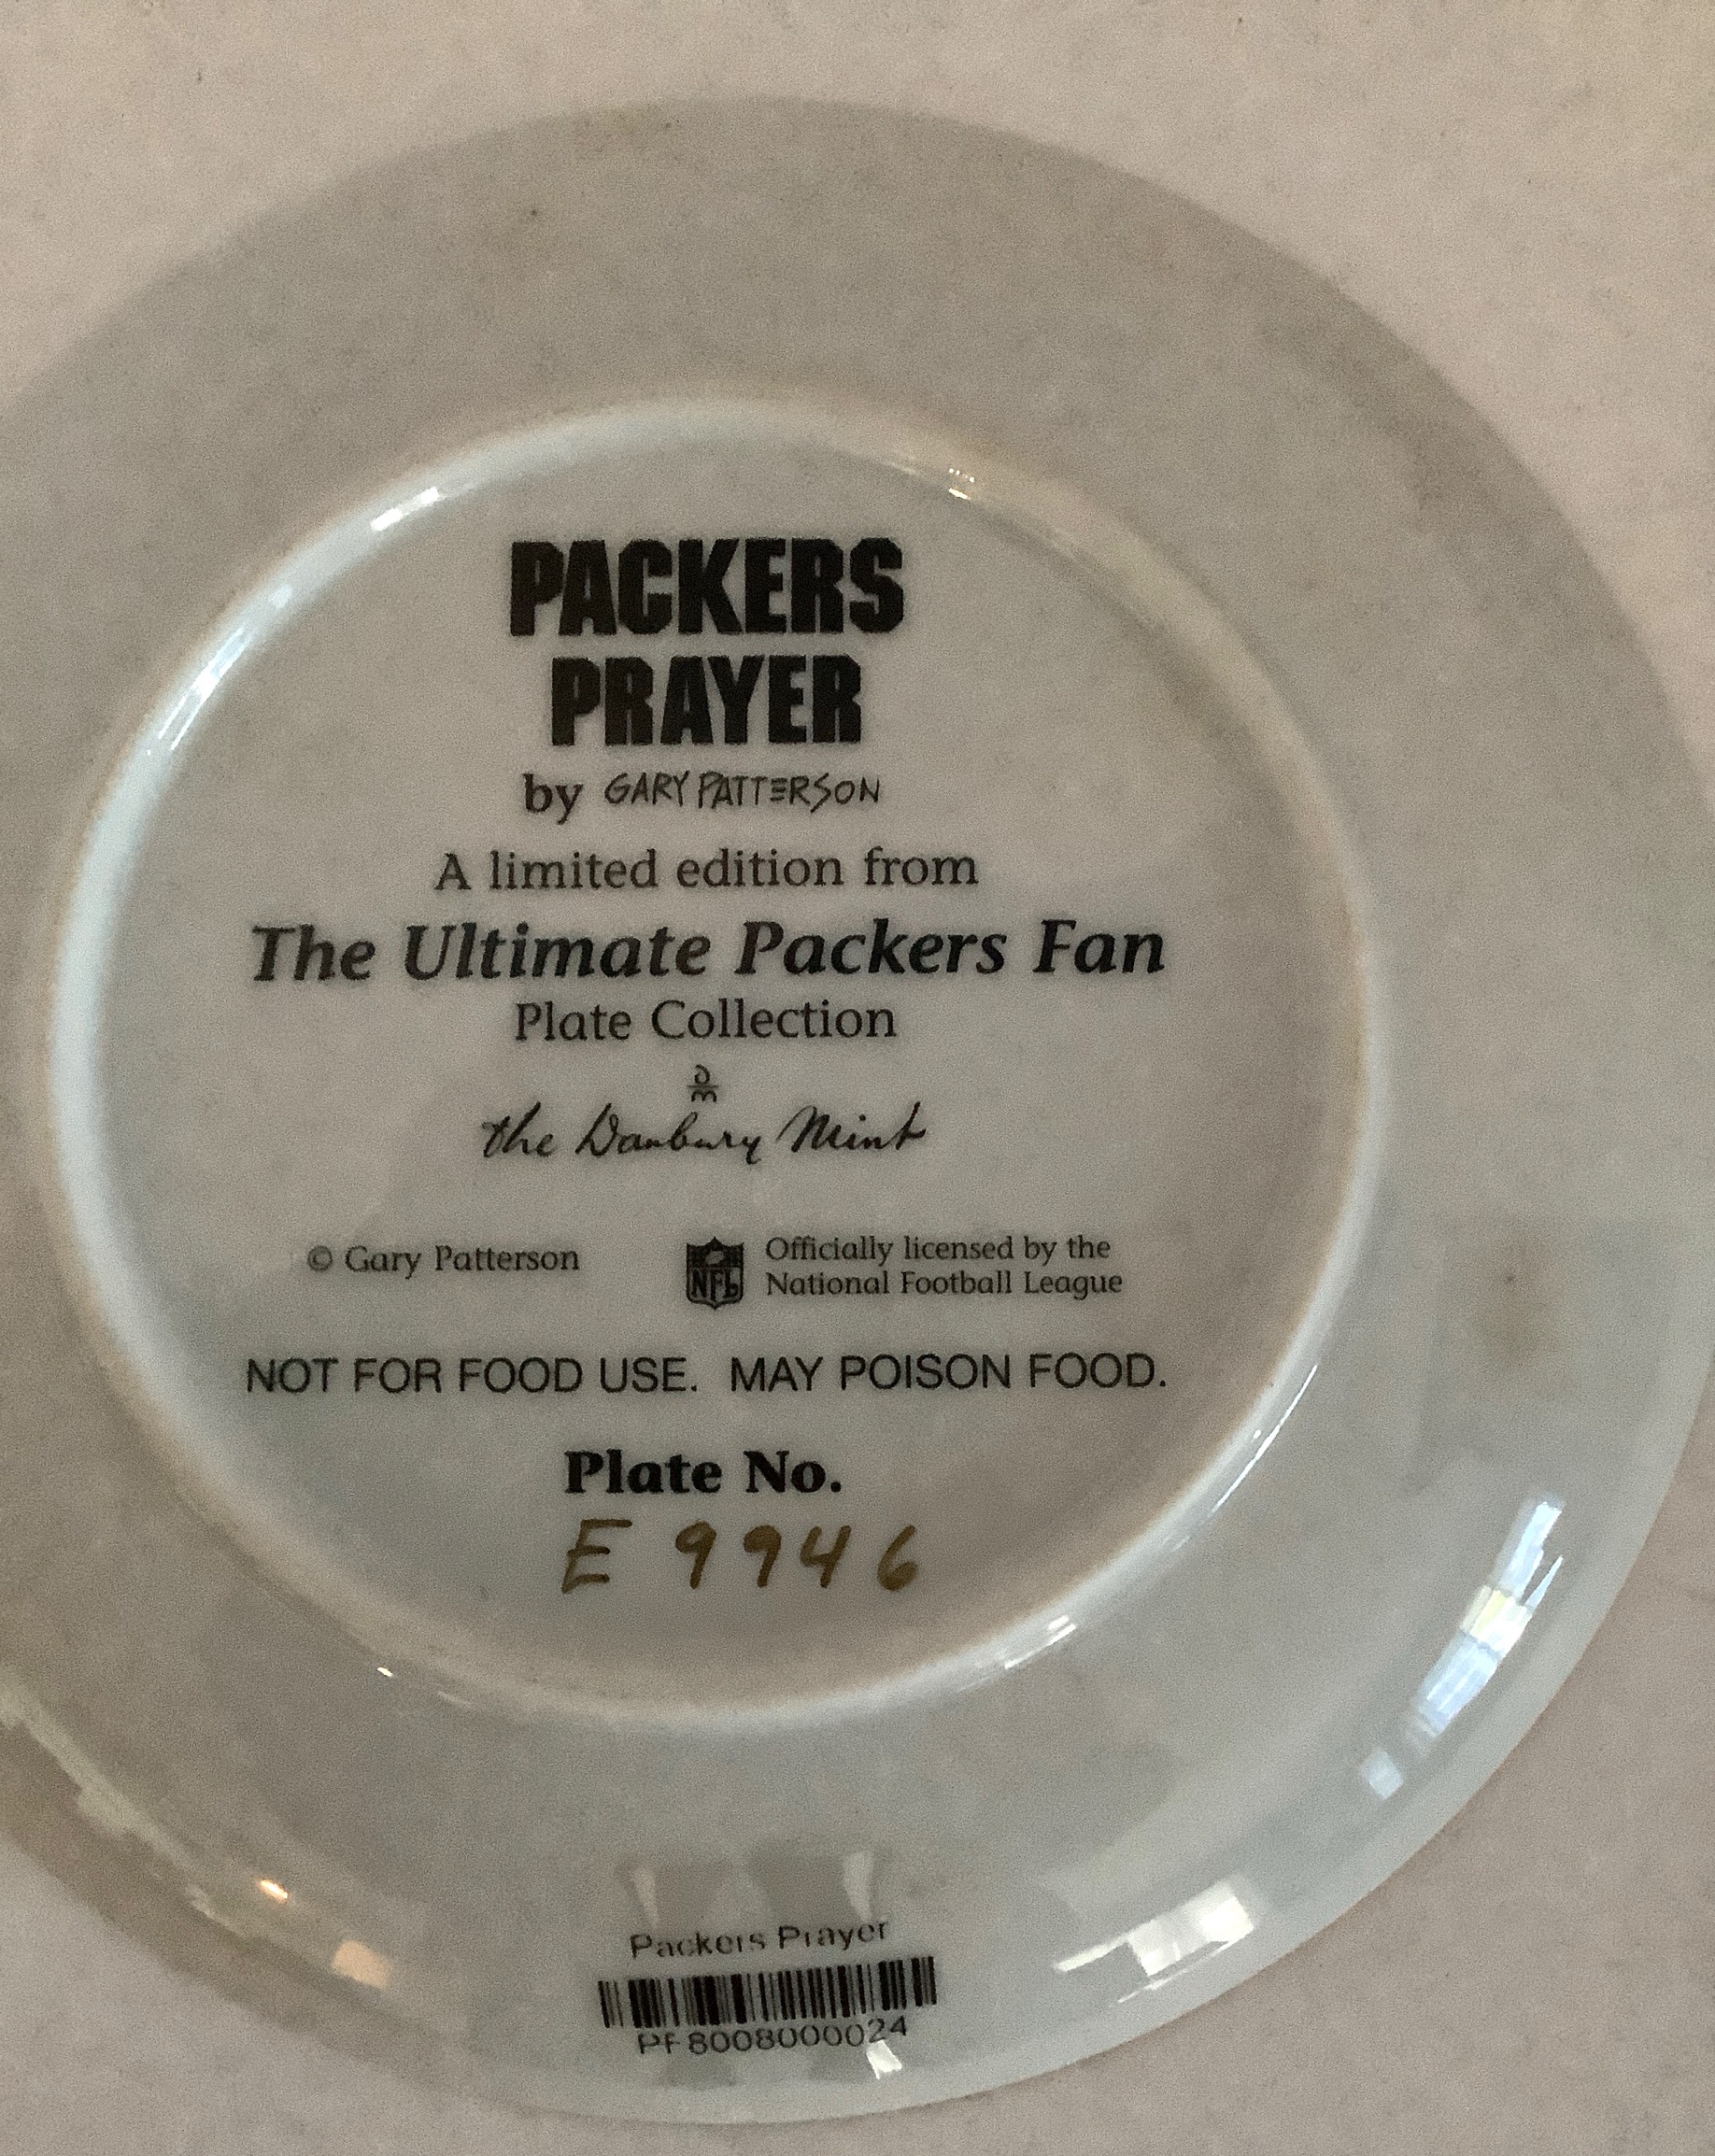 PACKERS
PRAYER
by GARY PATTERSON
A limited edition from
The Ultimate Packers Fan
Plate Collection
dm
the Danbury Mint
© Gary Patterson
NFL
Officially licensed by the
National Football League
NOT FOR FOOD USE. MAY POISON FOOD.
Plate No.
E 9946
Packers Prayer
PF8008000024